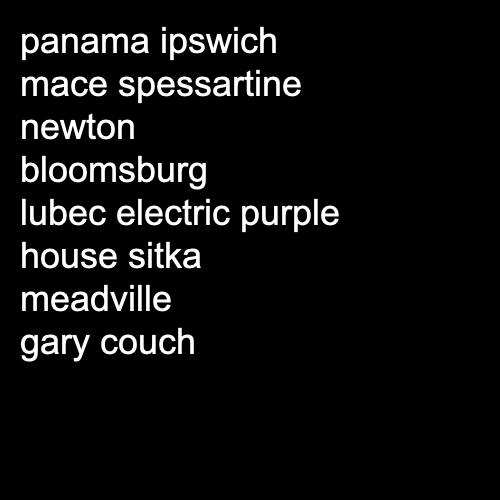 panama ipswich
mace spessartine
newton
bloomsburg
lubec electric purple
house sitka
meadville
gary couch